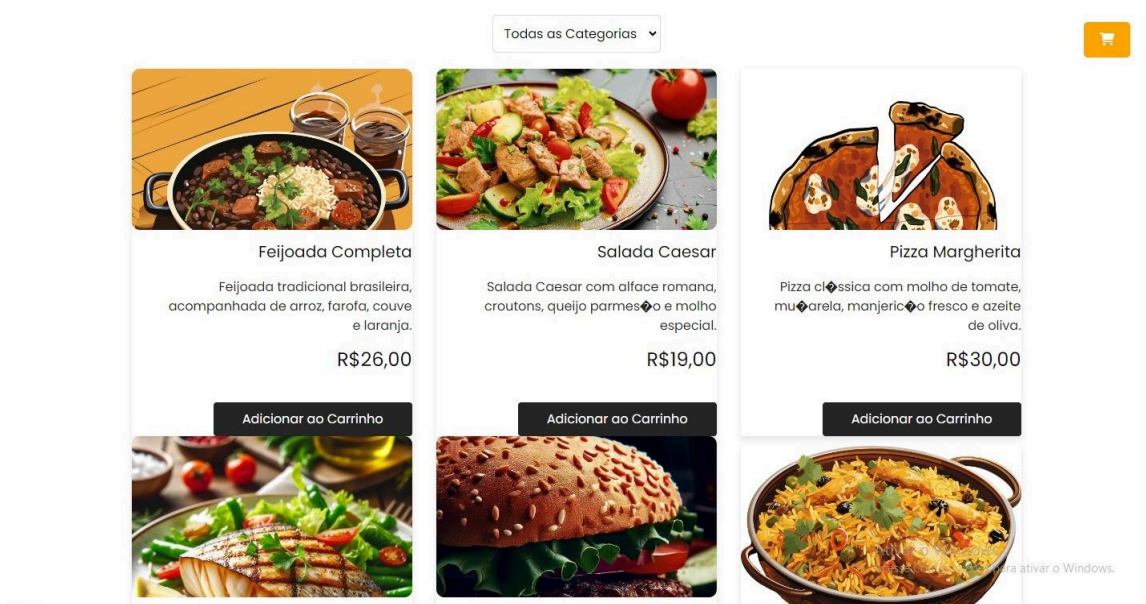 Todas as Categorias
Feijoada Completa
Feijoada tradicional brasileira,
acompanhada de arroz, farofa, couve
e laranja.
R$26,00
Adicionar ao Carrinho
Salada Caesar
Salada Caesar com alface romana,
croutons, queijo parmes�o e molho
especial.
R$19,00
Adicionar ao Carrinho
Pizza Margherita
Pizza cl�ssica com molho de tomate,
mu�arela, manjeric�o fresco e azeite
de oliva.
R$30,00
Adicionar ao Carrinho
ativar o Windows.